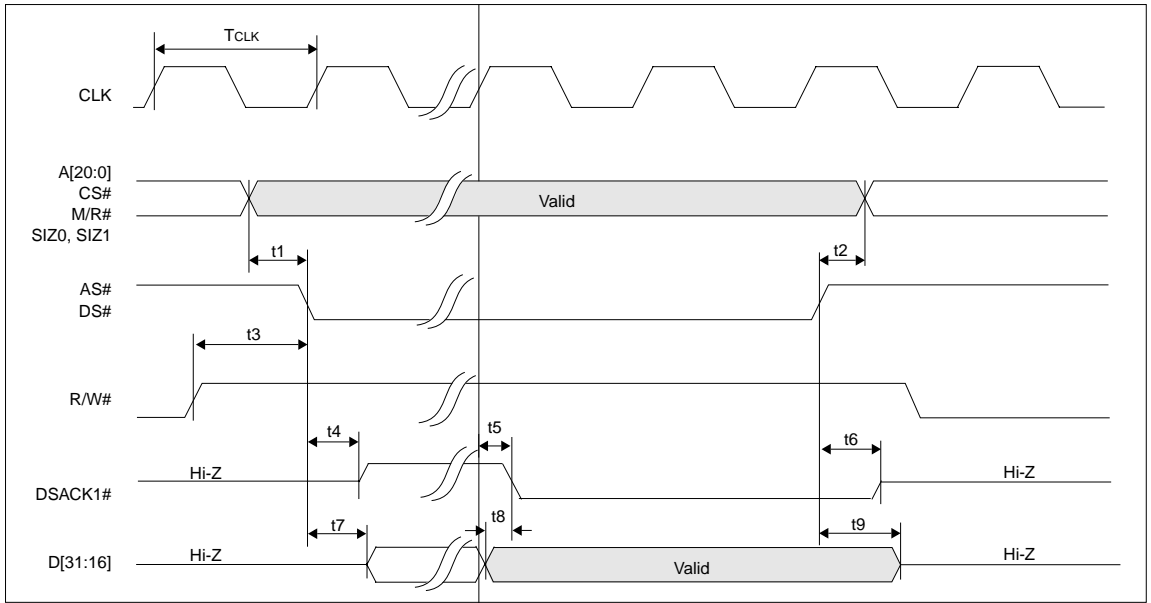 TCLK
CLK
A[20:0]
CS#
M/R#
SIZ0, SIZ1
Valid
t1
t2
AS#
DS#
t3
R/W#
t4
t5
t6
Hi-Z
Hi-Z
DSACK1#
t7
t8
t9
D[31:16]
Hi-Z
Valid
Hi-Z